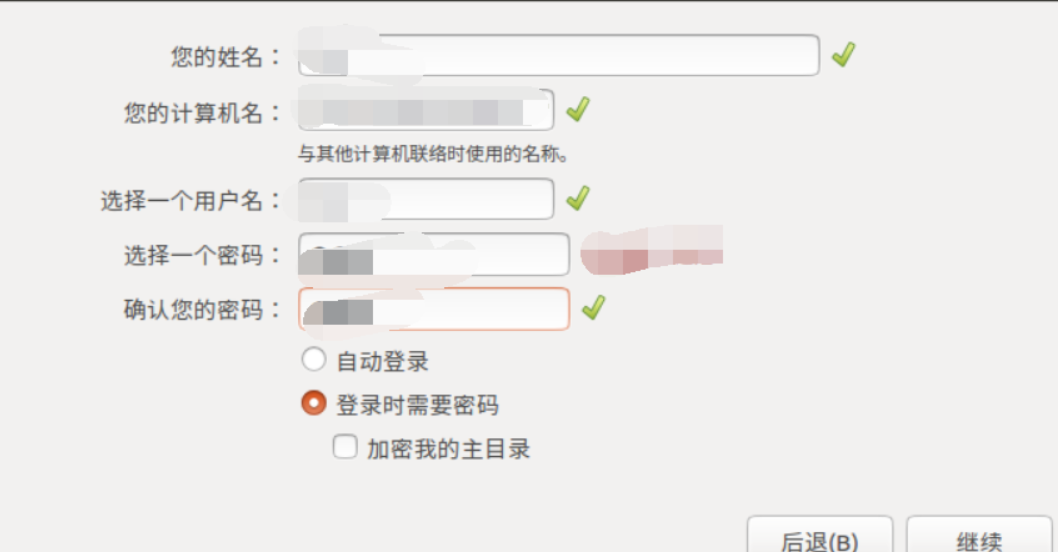 您的姓名：
您的计算机名：
与其他计算机联络时使用的名称。
选择一个用户名：
选择一个密码：
确认您的密码：
自动登录
登录时需要密码
加密我的主目录
后退(B) 继续